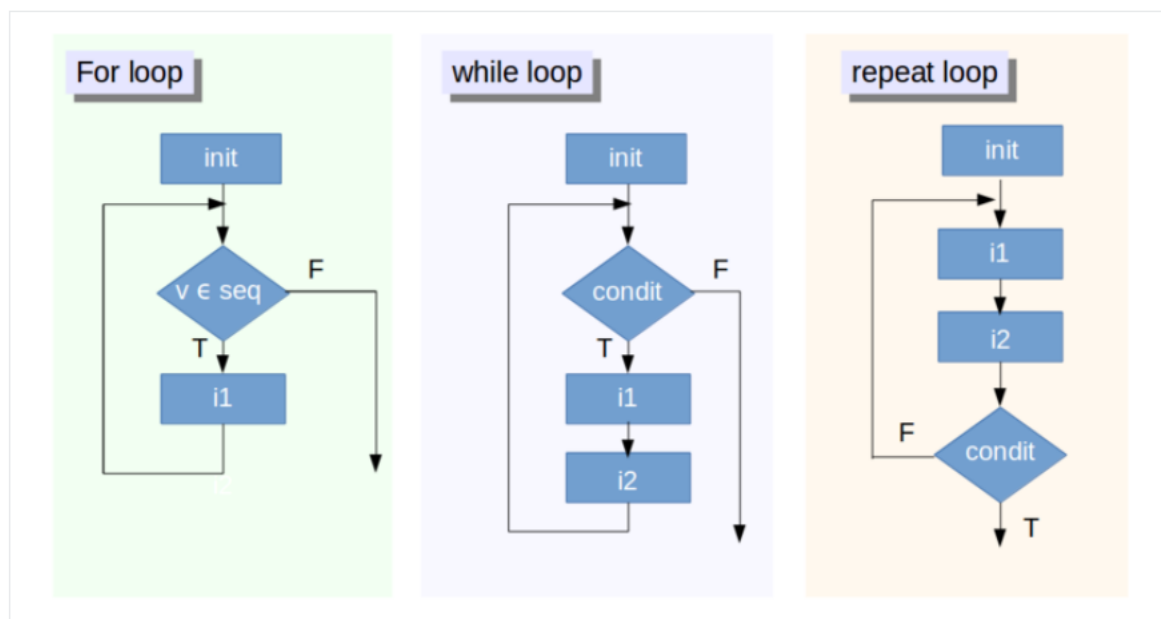 For loop
init
v ϵ seq
F
T
i1
while loop
init
condit
F
T
i1
i2
repeat loop
init
i1
i2
condit
F
T